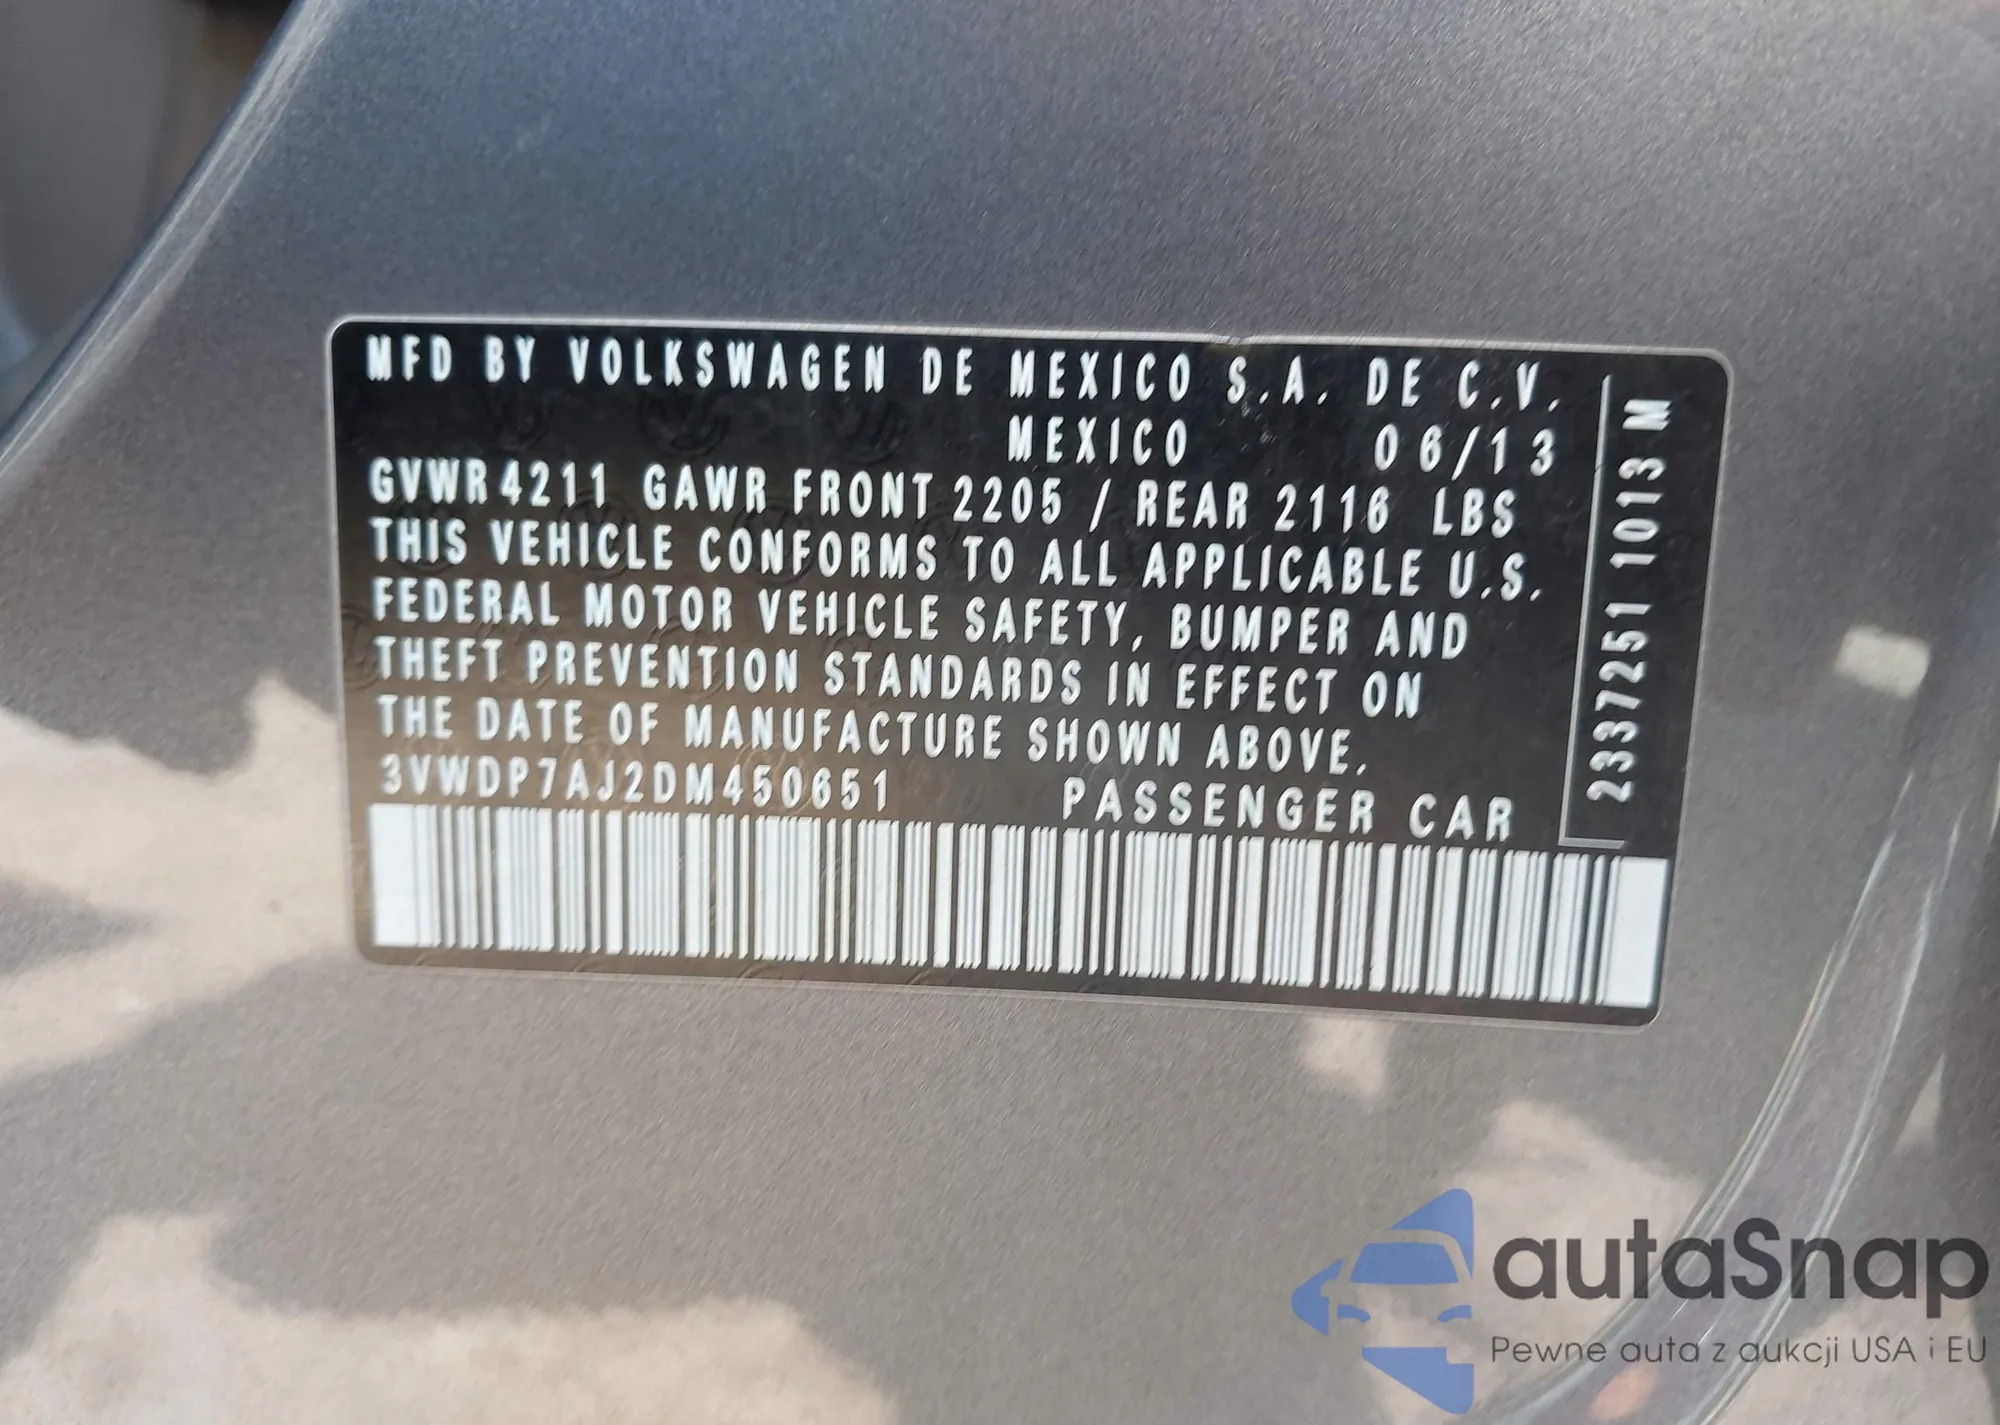 MFD BY VOLKSWAGEN DE MEXICO S.A. DE C.V.
MEXICO 06/13
GVWR 4211 GAWR FRONT 2205 / REAR 2116 LBS
THIS VEHICLE CONFORMS TO ALL APPLICABLE U.S.
FEDERAL MOTOR VEHICLE SAFETY, BUMPER AND
THEFT PREVENTION STANDARDS IN EFFECT ON
THE DATE OF MANUFACTURE SHOWN ABOVE.
3VWDP7AJ2DM450651 PASSENGER CAR
2337251 1013 M
autaSnap
Pewne auta z aukcji USA i EU